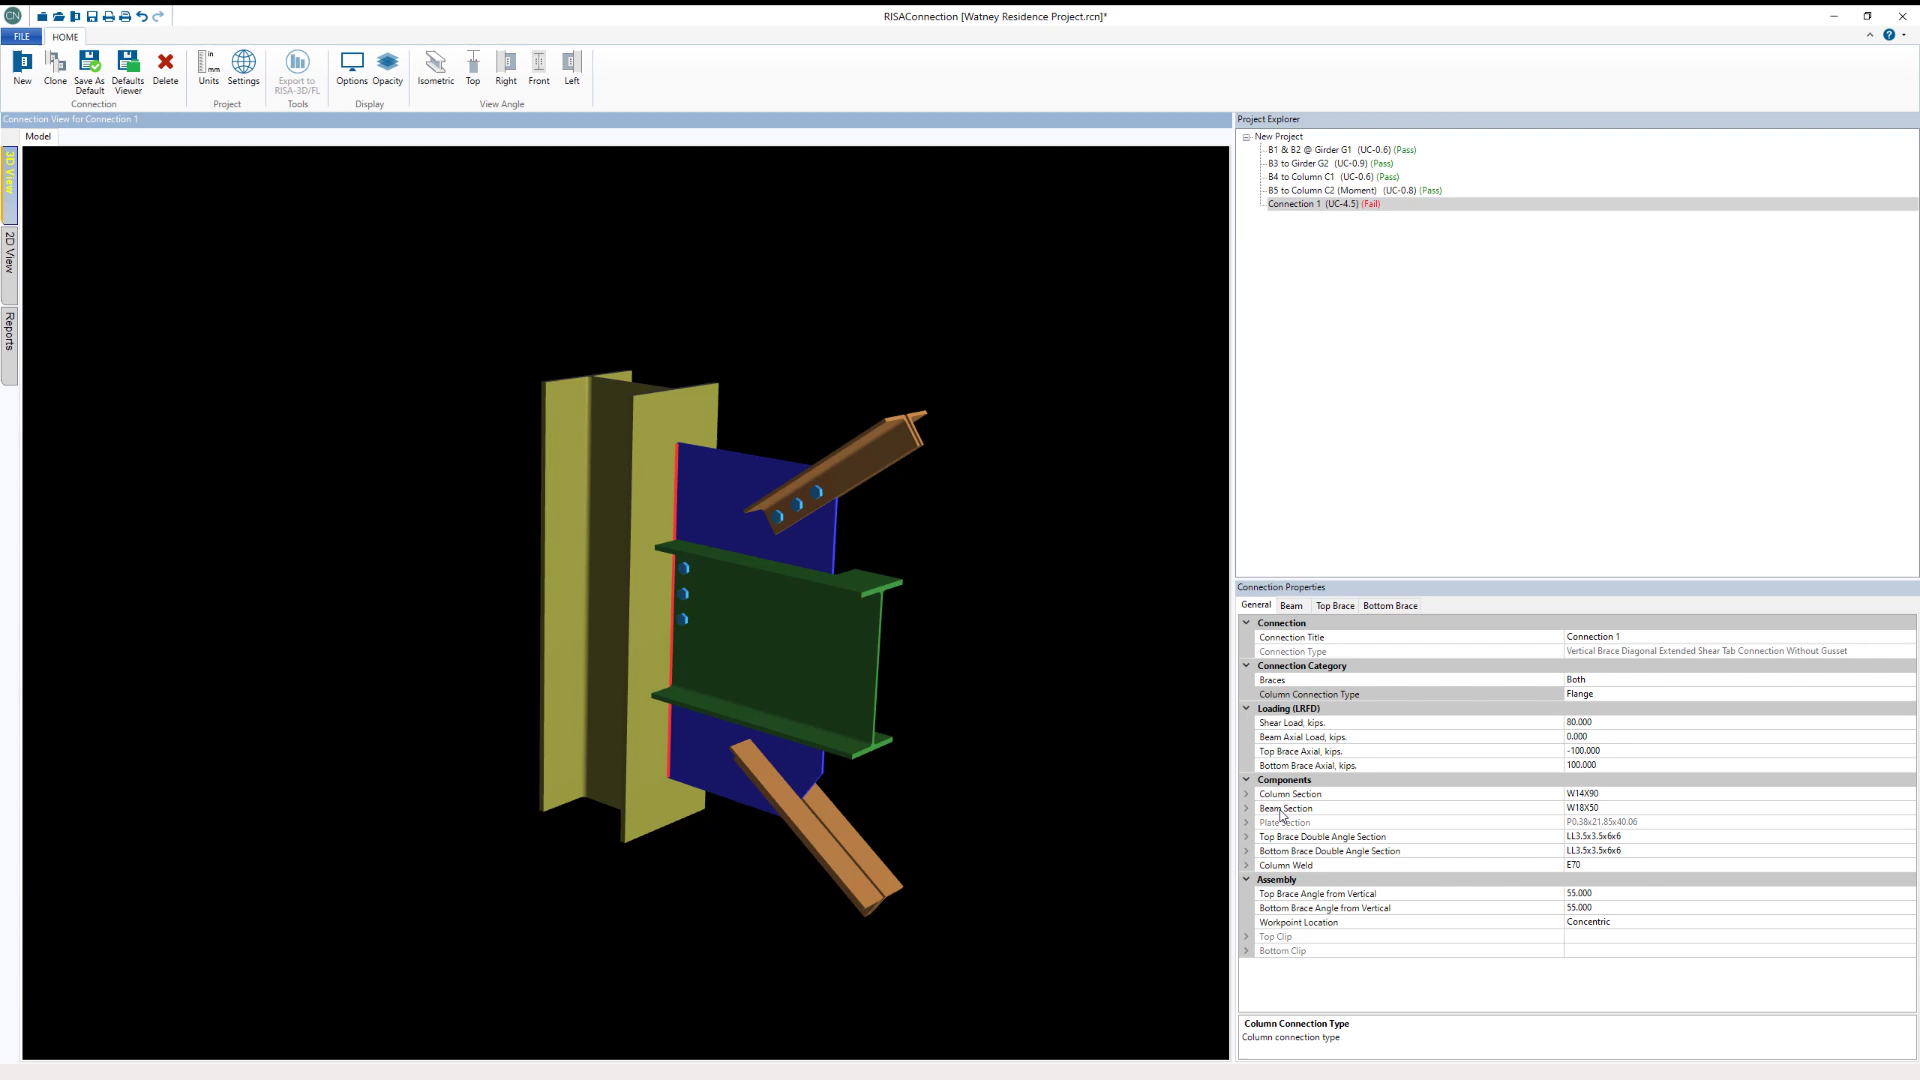 CN
RISAConnection [Watney Residence Project.rcn]*
FILE
HOME
New
Clone
Save As
Default
Defaults
Viewer
Delete
Connection
in
mm
Units
Settings
Project
Export to
RISA-3D/FL
Tools
Options
Opacity
Display
Isometric
Top
Right
Front
Left
View Angle
Connection View for Connection 1
Model
3D View
2D View
Reports
Project Explorer
New Project
B1 & B2 @ Girder G1 (UC-0.6) (Pass)
B3 to Girder G2 (UC-0.9) (Pass)
B4 to Column C1 (UC-0.6) (Pass)
B5 to Column C2 (Moment) (UC-0.8) (Pass)
Connection 1 (UC-4.5) (Fail)
Connection Properties
General Beam Top Brace Bottom Brace
Connection
Connection Title Connection 1
Connection Type Vertical Brace Diagonal Extended Shear Tab Connection Without Gusset
Connection Category
Braces Both
Column Connection Type Flange
Loading (LRFD)
Shear Load, kips. 80.000
Beam Axial Load, kips. 0.000
Top Brace Axial, kips. -100.000
Bottom Brace Axial, kips. 100.000
Components
Column Section W14X90
Beam Section W18X50
Plate Section P0.38x21.85x40.06
Top Brace Double Angle Section LL3.5x3.5x6x6
Bottom Brace Double Angle Section LL3.5x3.5x6x6
Column Weld E70
Assembly
Top Brace Angle from Vertical 55.000
Bottom Brace Angle from Vertical 55.000
Workpoint Location Concentric
Top Clip
Bottom Clip
Column Connection Type
Column connection type